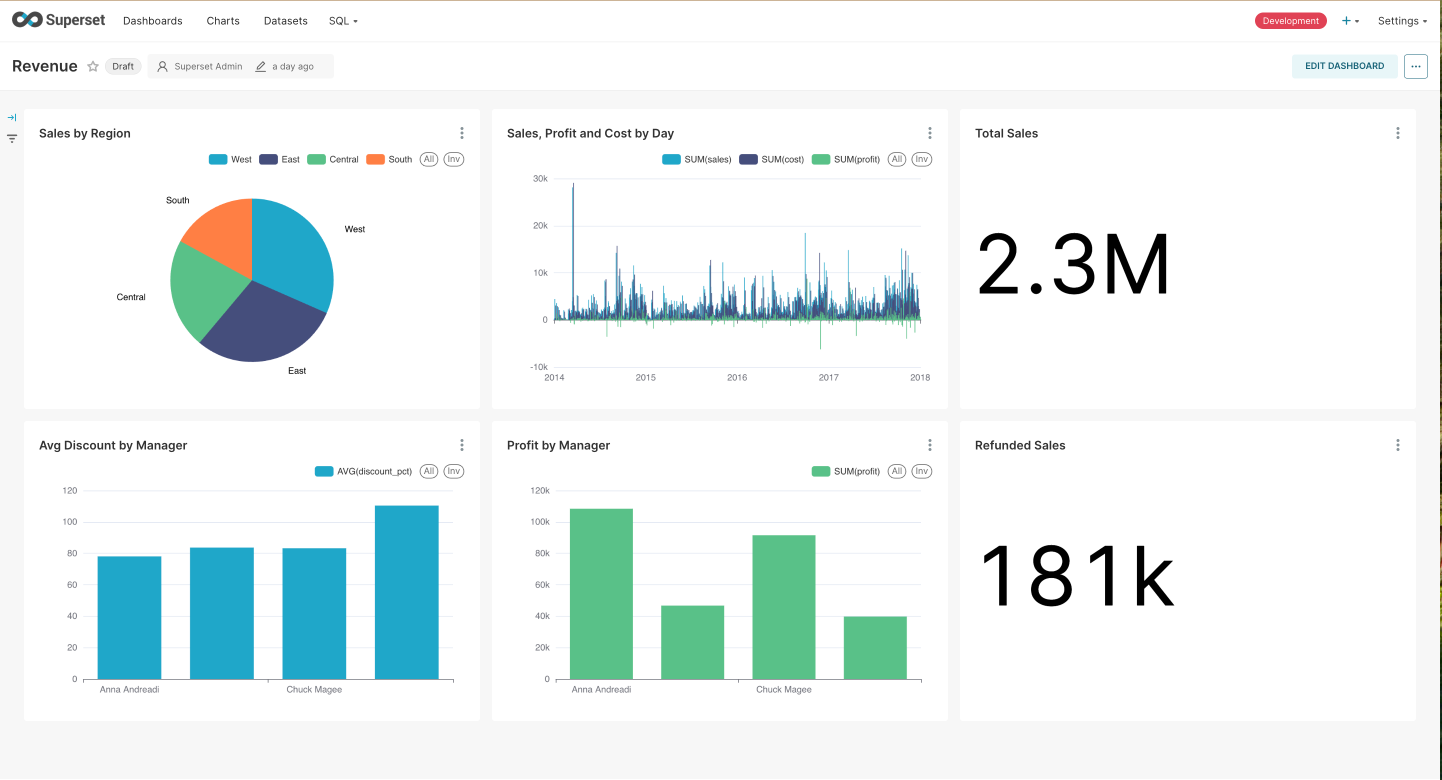 Superset Dashboards Charts Datasets SQL Development + Settings
Revenue Draft Superset Admin a day ago EDIT DASHBOARD ...
Sales by Region
West East Central South All Inv
South
West
Central
East
Sales, Profit and Cost by Day
SUM(sales) SUM(cost) SUM(profit) All Inv
30k
20k
10k
0
-10k
2014 2015 2016 2017 2018
Total Sales
2.3M
Avg Discount by Manager
AVG(discount_pct) All Inv
120
100
80
60
40
20
0
Anna Andreadi Chuck Magee
Profit by Manager
SUM(profit) All Inv
120k
100k
80k
60k
40k
20k
0
Anna Andreadi Chuck Magee
Refunded Sales
181k